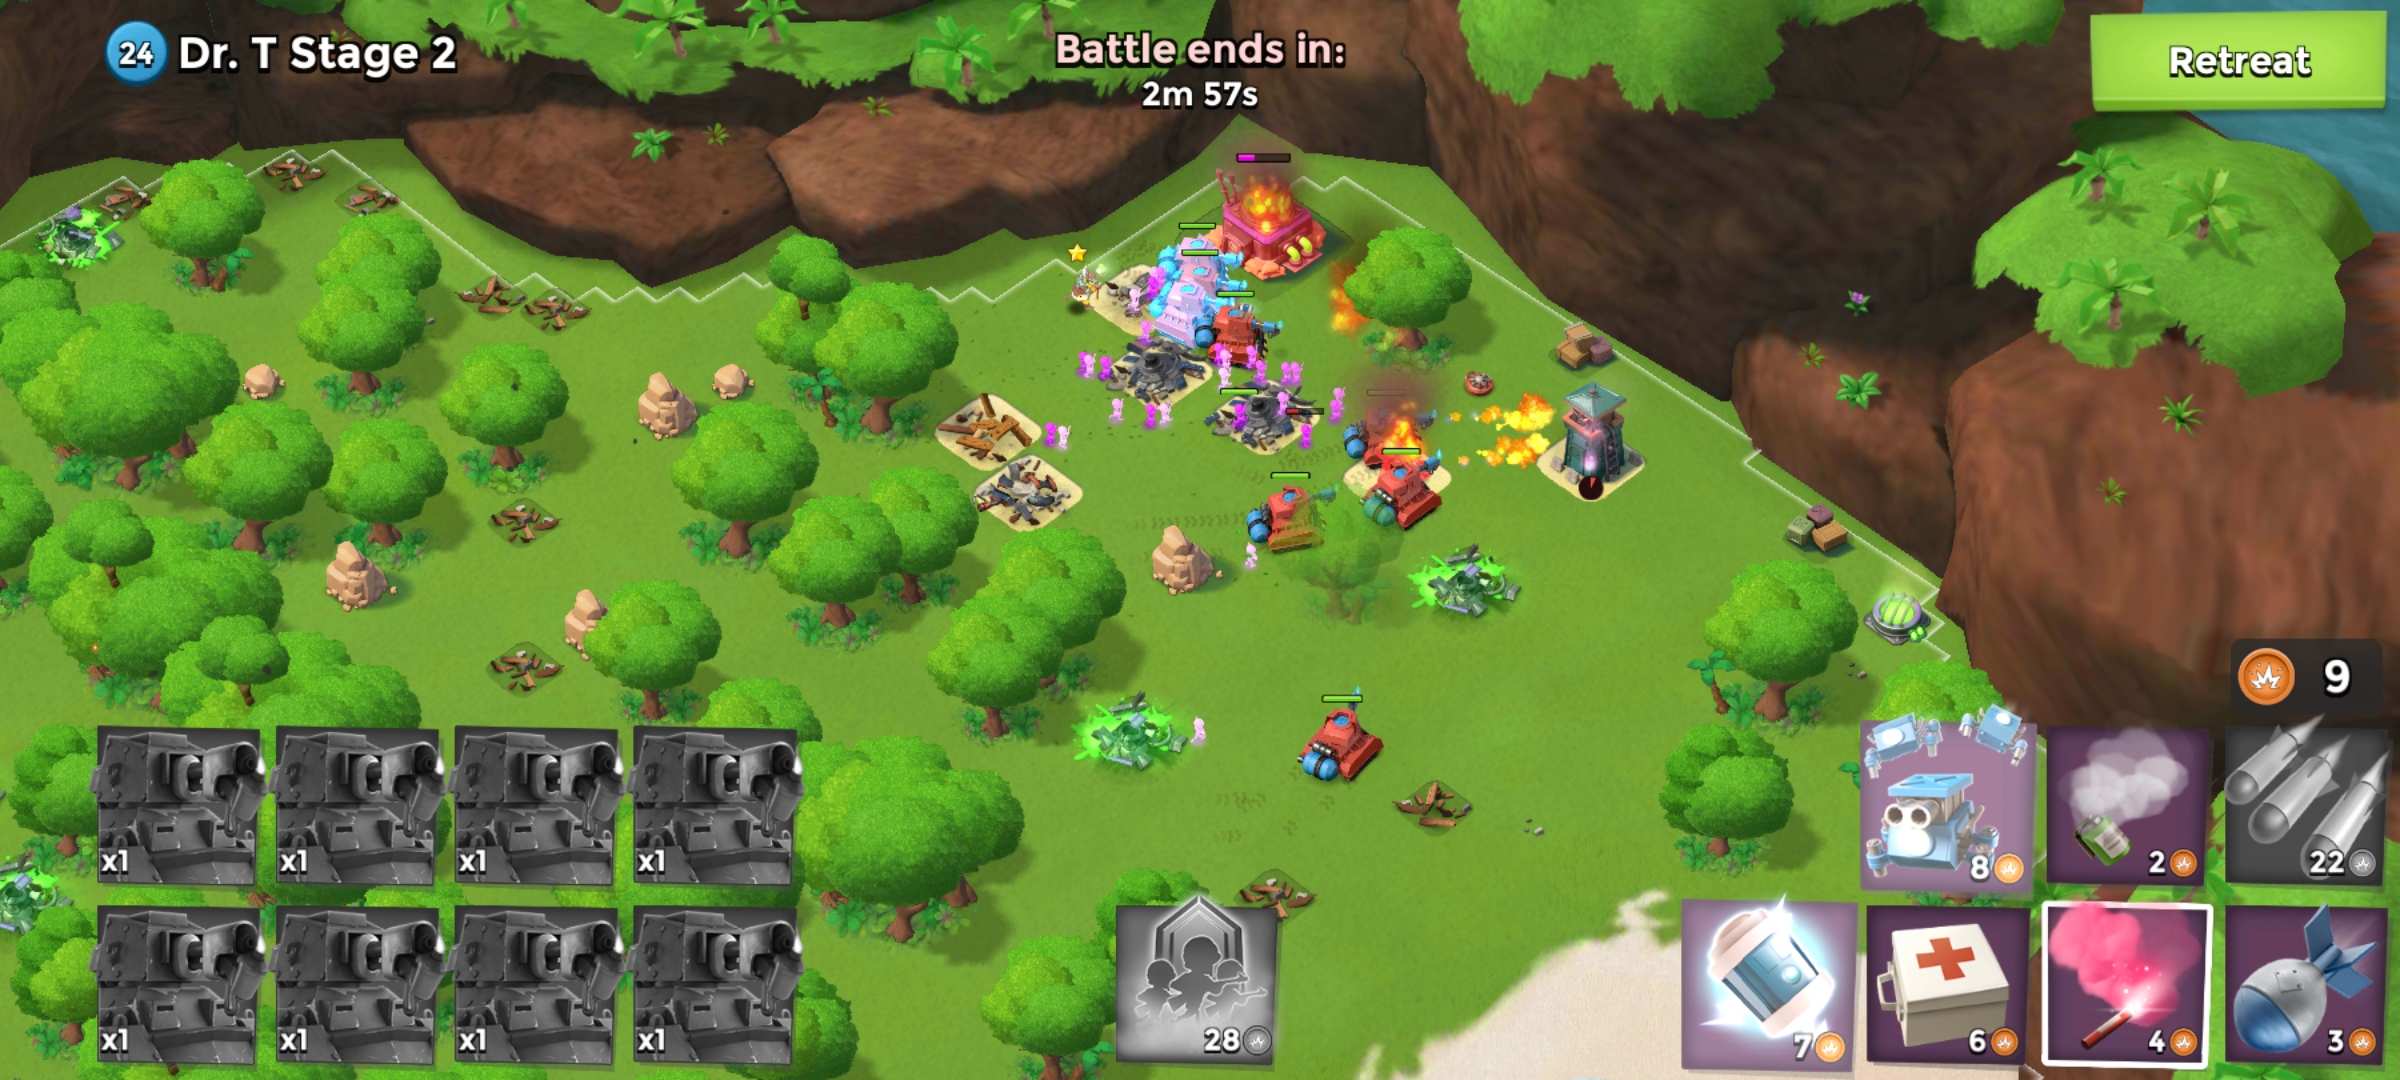 24 Dr. T Stage 2
Battle ends in:
2m 57s
Retreat
9
x1 x1 x1 x1
8 2 22
x1 x1 x1 x1
28
7 6 4 3